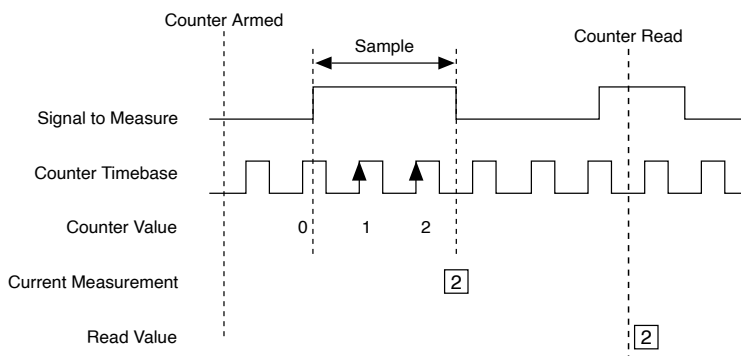 Counter Armed
Sample
Counter Read
Signal to Measure
Counter Timebase
Counter Value 0 1 2
Current Measurement 2
Read Value 2